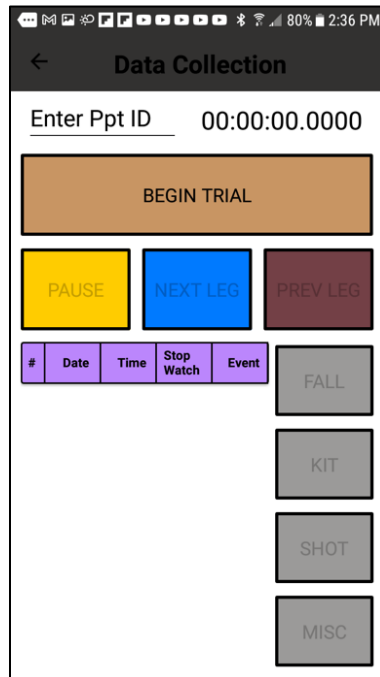 80% 2:36 PM
Data Collection
Enter Ppt ID 00:00:00.0000
BEGIN TRIAL
PAUSE NEXT LEG PREV LEG
# Date Time Stop Watch Event
FALL
KIT
SHOT
MISC